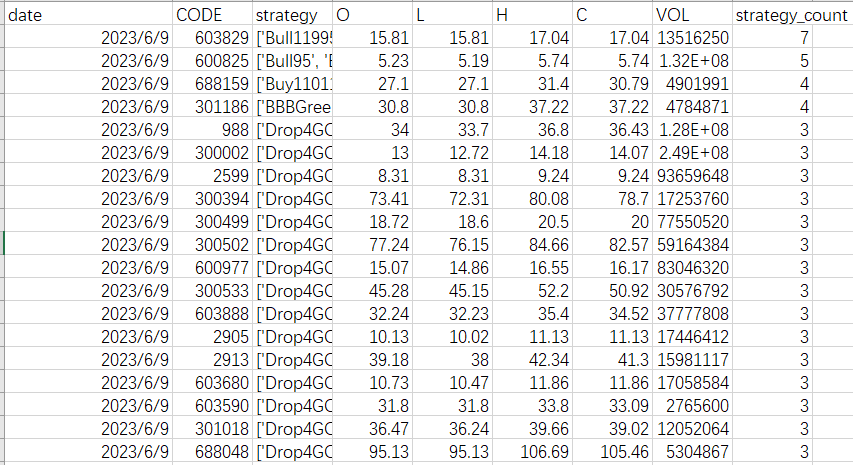 date CODE strategy O L H C VOL strategy_count
2023/6/9 603829 ['Bull11995 15.81 15.81 17.04 17.04 13516250 7
2023/6/9 600825 ['Bull95', 5.23 5.19 5.74 5.74 1.32E+08 5
2023/6/9 688159 ['Buy1101 27.1 27.1 31.4 30.79 4901991 4
2023/6/9 301186 ['BBBGree 30.8 30.8 37.22 37.22 4784871 4
2023/6/9 988 ['Drop4GC 34 33.7 36.8 36.43 1.28E+08 3
2023/6/9 300002 ['Drop4GC 13 12.72 14.18 14.07 2.49E+08 3
2023/6/9 2599 ['Drop4GC 8.31 8.31 9.24 9.24 93659648 3
2023/6/9 300394 ['Drop4GC 73.41 72.31 80.08 78.7 17253760 3
2023/6/9 300499 ['Drop4GC 18.72 18.6 20.5 20 77550520 3
2023/6/9 300502 ['Drop4GC 77.24 76.15 84.66 82.57 59164384 3
2023/6/9 600977 ['Drop4GC 15.07 14.86 16.55 16.17 83046320 3
2023/6/9 300533 ['Drop4GC 45.28 45.15 52.2 50.92 30576792 3
2023/6/9 603888 ['Drop4GC 32.24 32.23 35.4 34.52 37777808 3
2023/6/9 2905 ['Drop4GC 10.13 10.02 11.13 11.13 17446412 3
2023/6/9 2913 ['Drop4GC 39.18 38 42.34 41.3 15981117 3
2023/6/9 603680 ['Drop4GC 10.73 10.47 11.86 11.86 17058584 3
2023/6/9 603590 ['Drop4GC 31.8 31.8 33.8 33.09 2765600 3
2023/6/9 301018 ['Drop4GC 36.47 36.24 39.66 39.02 12052064 3
2023/6/9 688048 ['Drop4GC 95.13 95.13 106.69 105.46 5304867 3